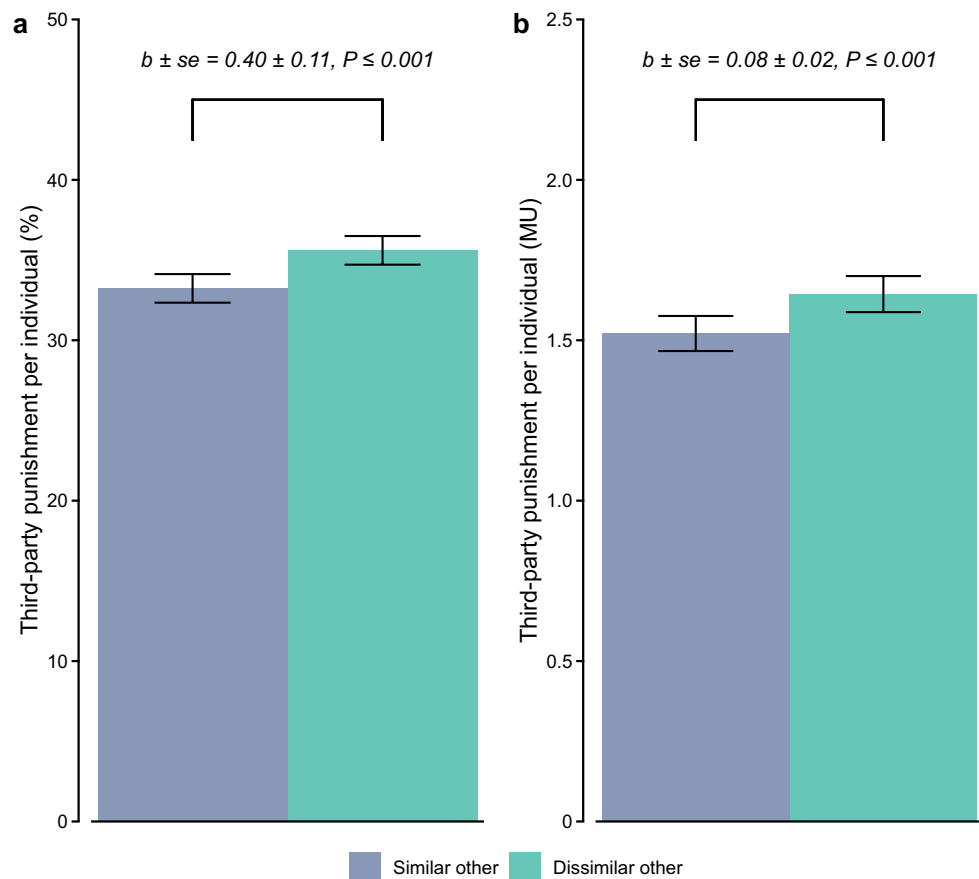 a
b ± se = 0.40 ± 0.11, P ≤ 0.001
Third-party punishment per individual (%)
50
40
30
20
10
0
b
b ± se = 0.08 ± 0.02, P ≤ 0.001
Third-party punishment per individual (MU)
2.5
2.0
1.5
1.0
0.5
0
Similar other
Dissimilar other